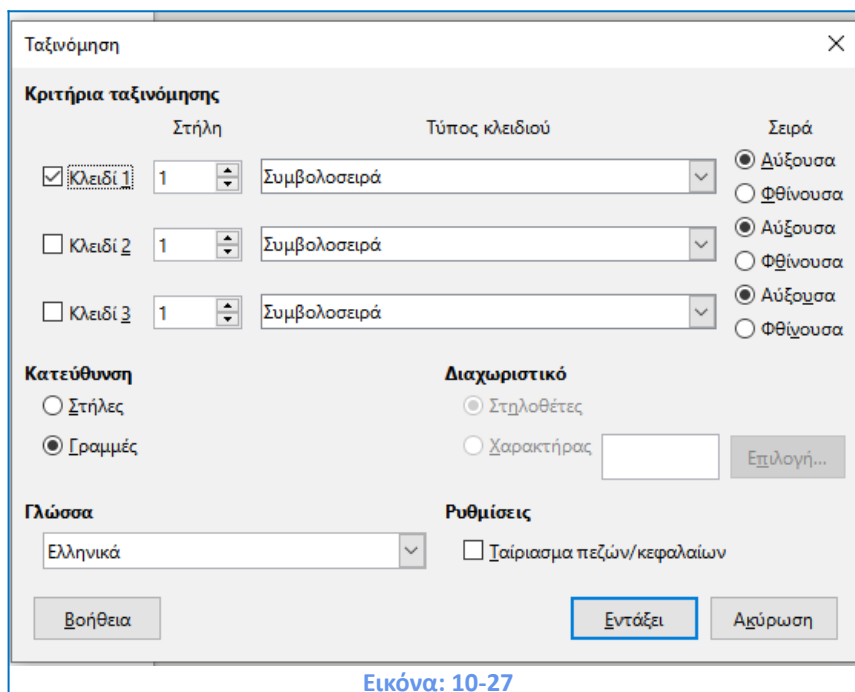 Ταξινόμηση
Κριτήρια ταξινόμησης
Στήλη Τύπος κλειδιού Σειρά
Κλειδί 1 1 Συμβολοσειρά Αύξουσα
Φθίνουσα
Κλειδί 2 1 Συμβολοσειρά Αύξουσα
Φθίνουσα
Κλειδί 3 1 Συμβολοσειρά Αύξουσα
Φθίνουσα
Κατεύθυνση Διαχωριστικό
Στήλες Στηλοθέτες
Γραμμές Χαρακτήρας Επιλογή...
Γλώσσα Ρυθμίσεις
Ελληνικά Ταίριασμα πεζών/κεφαλαίων
Βοήθεια Εντάξει Ακύρωση
Εικόνα: 10-27